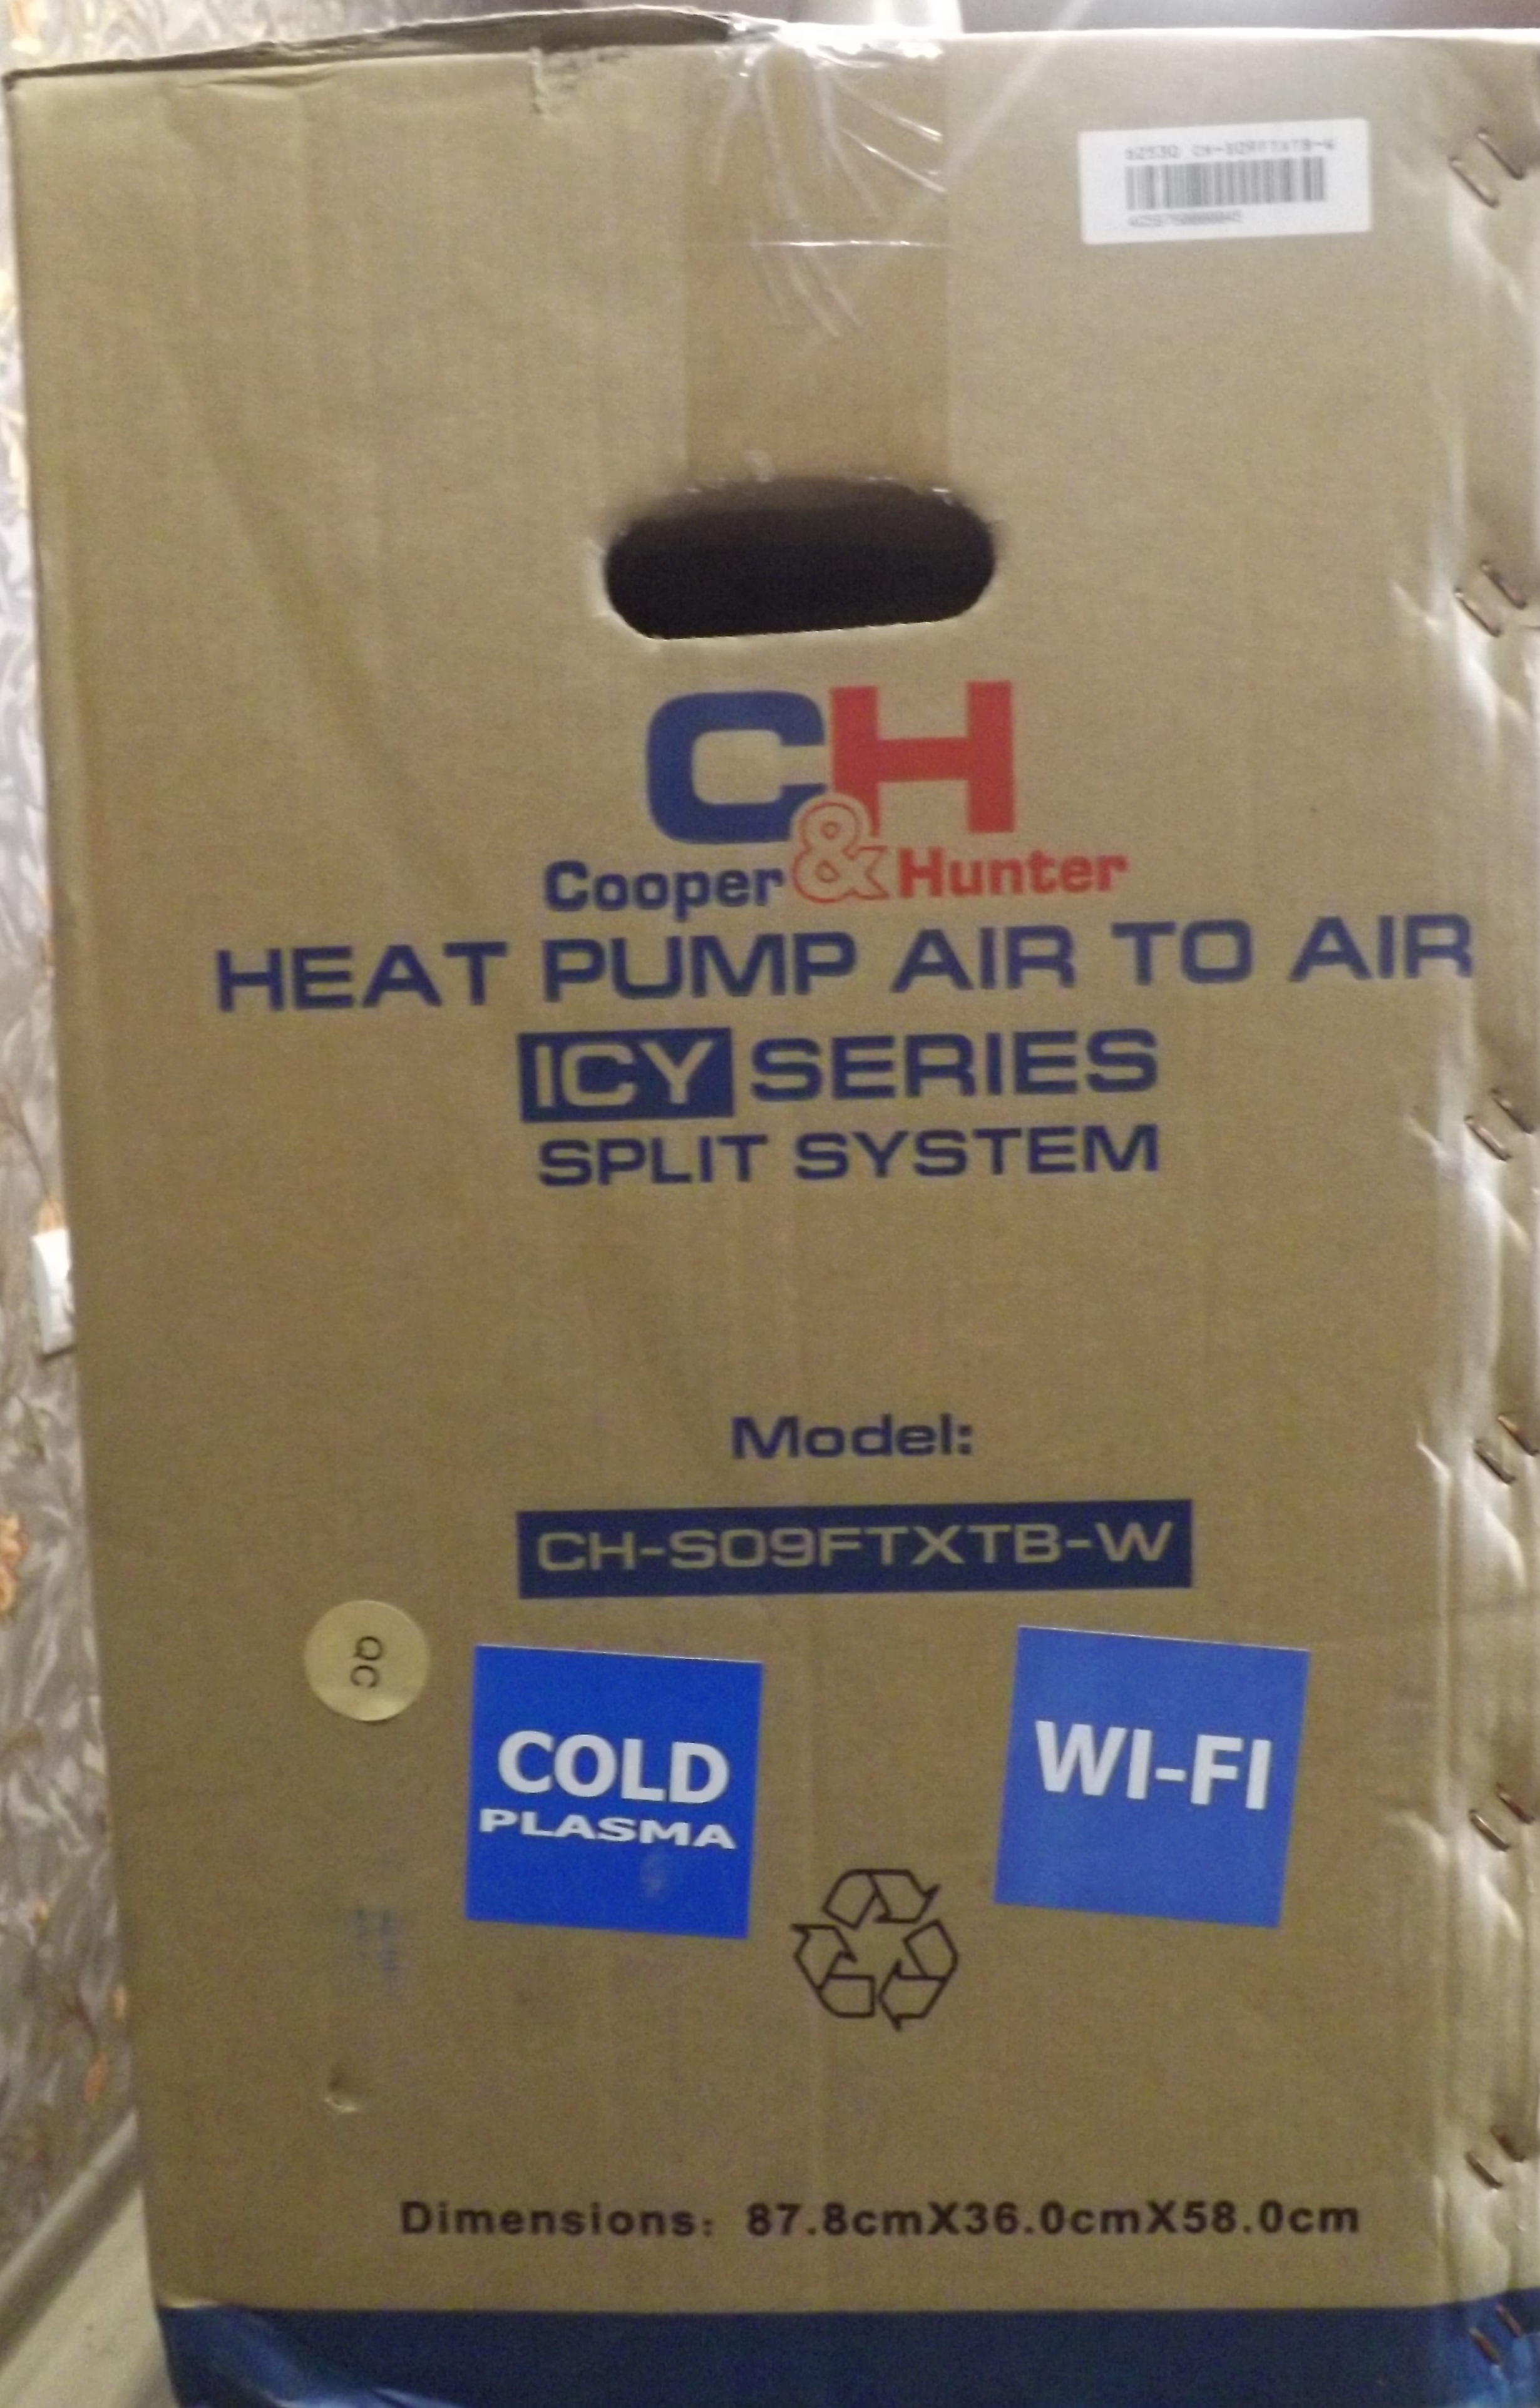 CH-S09FTXTB-W
CH
Cooper & Hunter
HEAT PUMP AIR TO AIR
ICY SERIES
SPLIT SYSTEM
Model:
CH-S09FTXTB-W
QC
COLD
PLASMA
WI-FI
Dimensions: 87.8cmX36.0cmX58.0cm